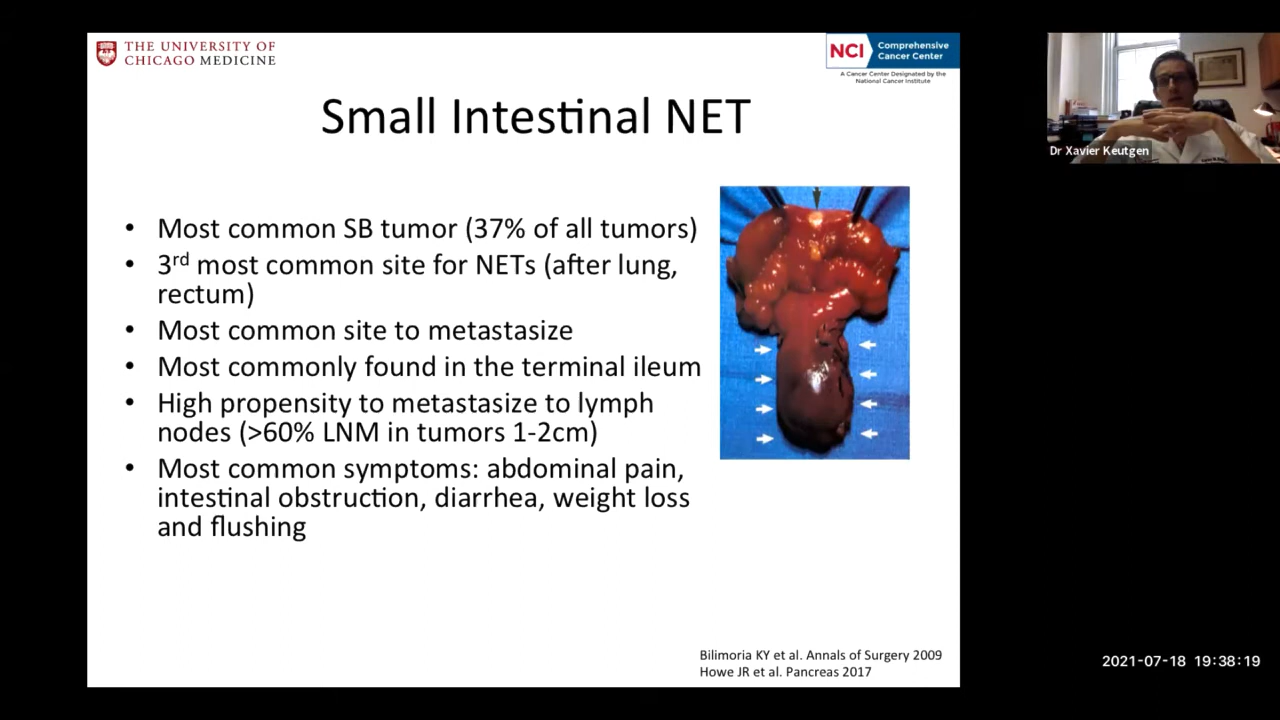 THE UNIVERSITY OF
CHICAGO MEDICINE
NCI
Comprehensive
Cancer Center
A Cancer Center Designated by the
National Cancer Institute
Small Intestinal NET
• Most common SB tumor (37% of all tumors)
• 3rd most common site for NETs (after lung,
rectum)
• Most common site to metastasize
• Most commonly found in the terminal ileum
• High propensity to metastasize to lymph
nodes (>60% LNM in tumors 1-2cm)
• Most common symptoms: abdominal pain,
intestinal obstruction, diarrhea, weight loss
and flushing
Bilimoria KY et al. Annals of Surgery 2009
Howe JR et al. Pancreas 2017
Dr Xavier Keutgen
2021-07-18 19:38:19